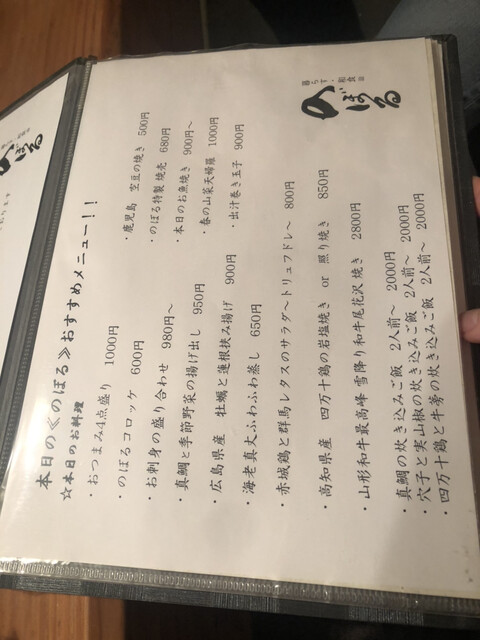 本日の≪のぼる≫おすすめメニュー!!
☆本日のお料理
・おつまみ4点盛り 1000円
・のぼるコロッケ 600円
・お刺身の盛り合わせ 980円~
・真鯛と季節野菜の揚げ出し 950円
・広島県産 牡蠣と蓮根挟み揚げ 900円
・海老真丈ふわふわ蒸し 650円
・赤城鶏と群馬レタスのサラダ~トリュフドレ~ 800円
・高知県産 四万十鶏の岩塩焼き or 照り焼き 850円
・山形和牛最高峰 雪降り和牛尾花沢 焼き 2800円
・真鯛の炊き込みご飯 2人前~ 2000円
・穴子と実山椒の炊き込みご飯 2人前~ 2000円
・四万十鶏と牛蒡の炊き込みご飯 2人前~ 2000円
・鹿児島 空豆の焼き 500円
・のぼる特製 焼売 680円
・本日のお魚焼き 900円~
・春の山菜天婦羅 1000円
・出汁巻き玉子 900円
暮らす・和食
のぼる
のぼる